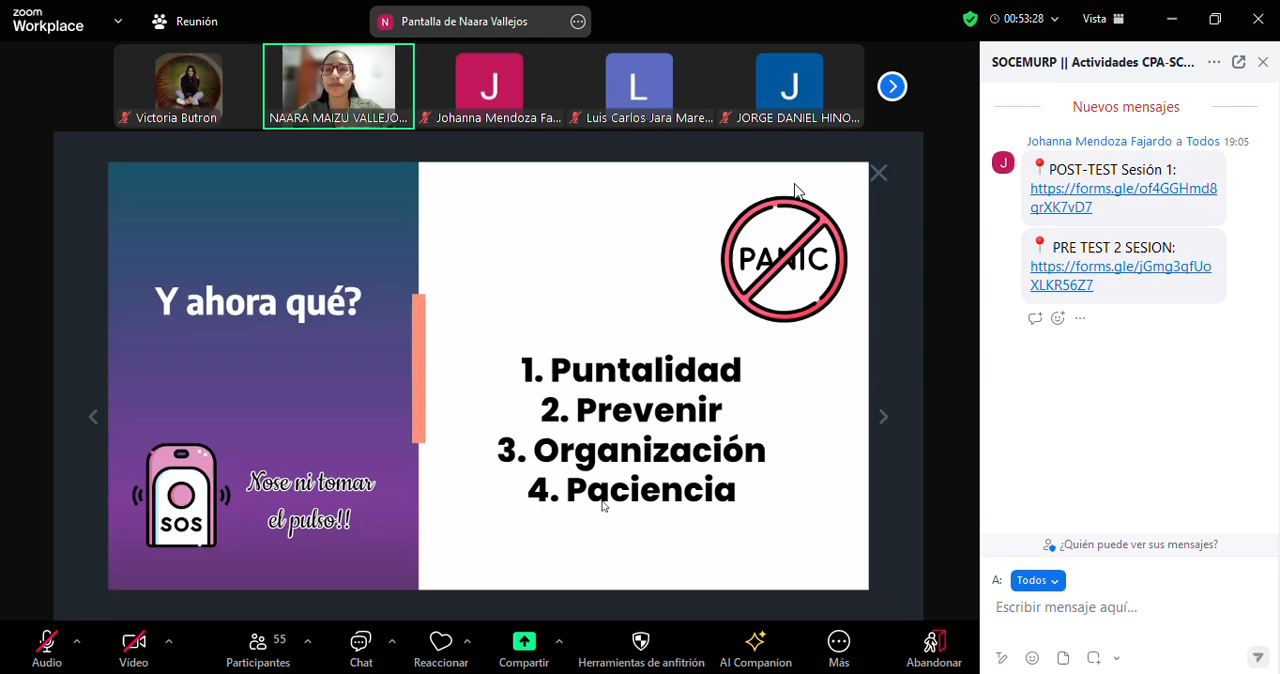 zoom
Workplace
Reunión
N
Pantalla de Naara Vallejos
00:53:28
Vista
Victoria Butron
NAARA MAIZU VALLEJO...
J
Johanna Mendoza Fa...
L
Luis Carlos Jara Mare...
J
JORGE DANIEL HINO...
Y ahora qué?
SOS
Nose ni tomar
el pulso!!
PANIC
1. Puntalidad
2. Prevenir
3. Organización
4. Paciencia
SOCEMURP || Actividades CPA-SC...
Nuevos mensajes
Johanna Mendoza Fajardo a Todos 19:05
J
📍POST-TEST Sesión 1:
https://forms.gle/of4GGHmd8
qrXK7vD7
📍 PRE TEST 2 SESION:
https://forms.gle/jGmg3qfUo
XLKR56Z7
¿Quién puede ver sus mensajes?
A: Todos
Escribir mensaje aquí...
Audio
Vídeo
55
Participantes
Chat
Reaccionar
Compartir
Herramientas de anfitrión
AI Companion
Más
Abandonar